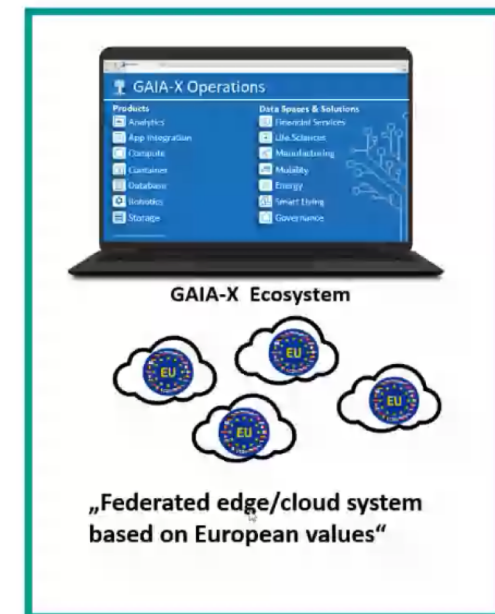 GAIA-X Operations
Products
Analytics
App Integration
Compute
Container
Database
Robotics
Storage
Data Spaces & Solutions
Financial Services
Life Sciences
Manufacturing
Mobility
Energy
Smart Living
Governance
GAIA-X Ecosystem
EU
EU
EU
EU
„Federated edge/cloud system
based on European values“